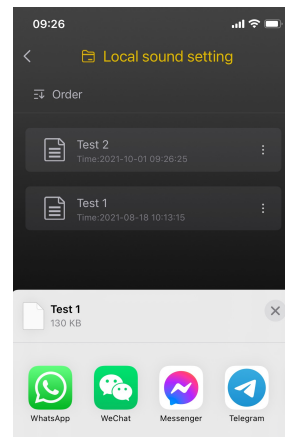 09:26
Local sound setting
Order
Test 2
Time:2021-10-01 09:26:25
Test 1
Time:2021-08-18 10:13:15
Test 1
130 KB
WhatsApp WeChat Messenger Telegram